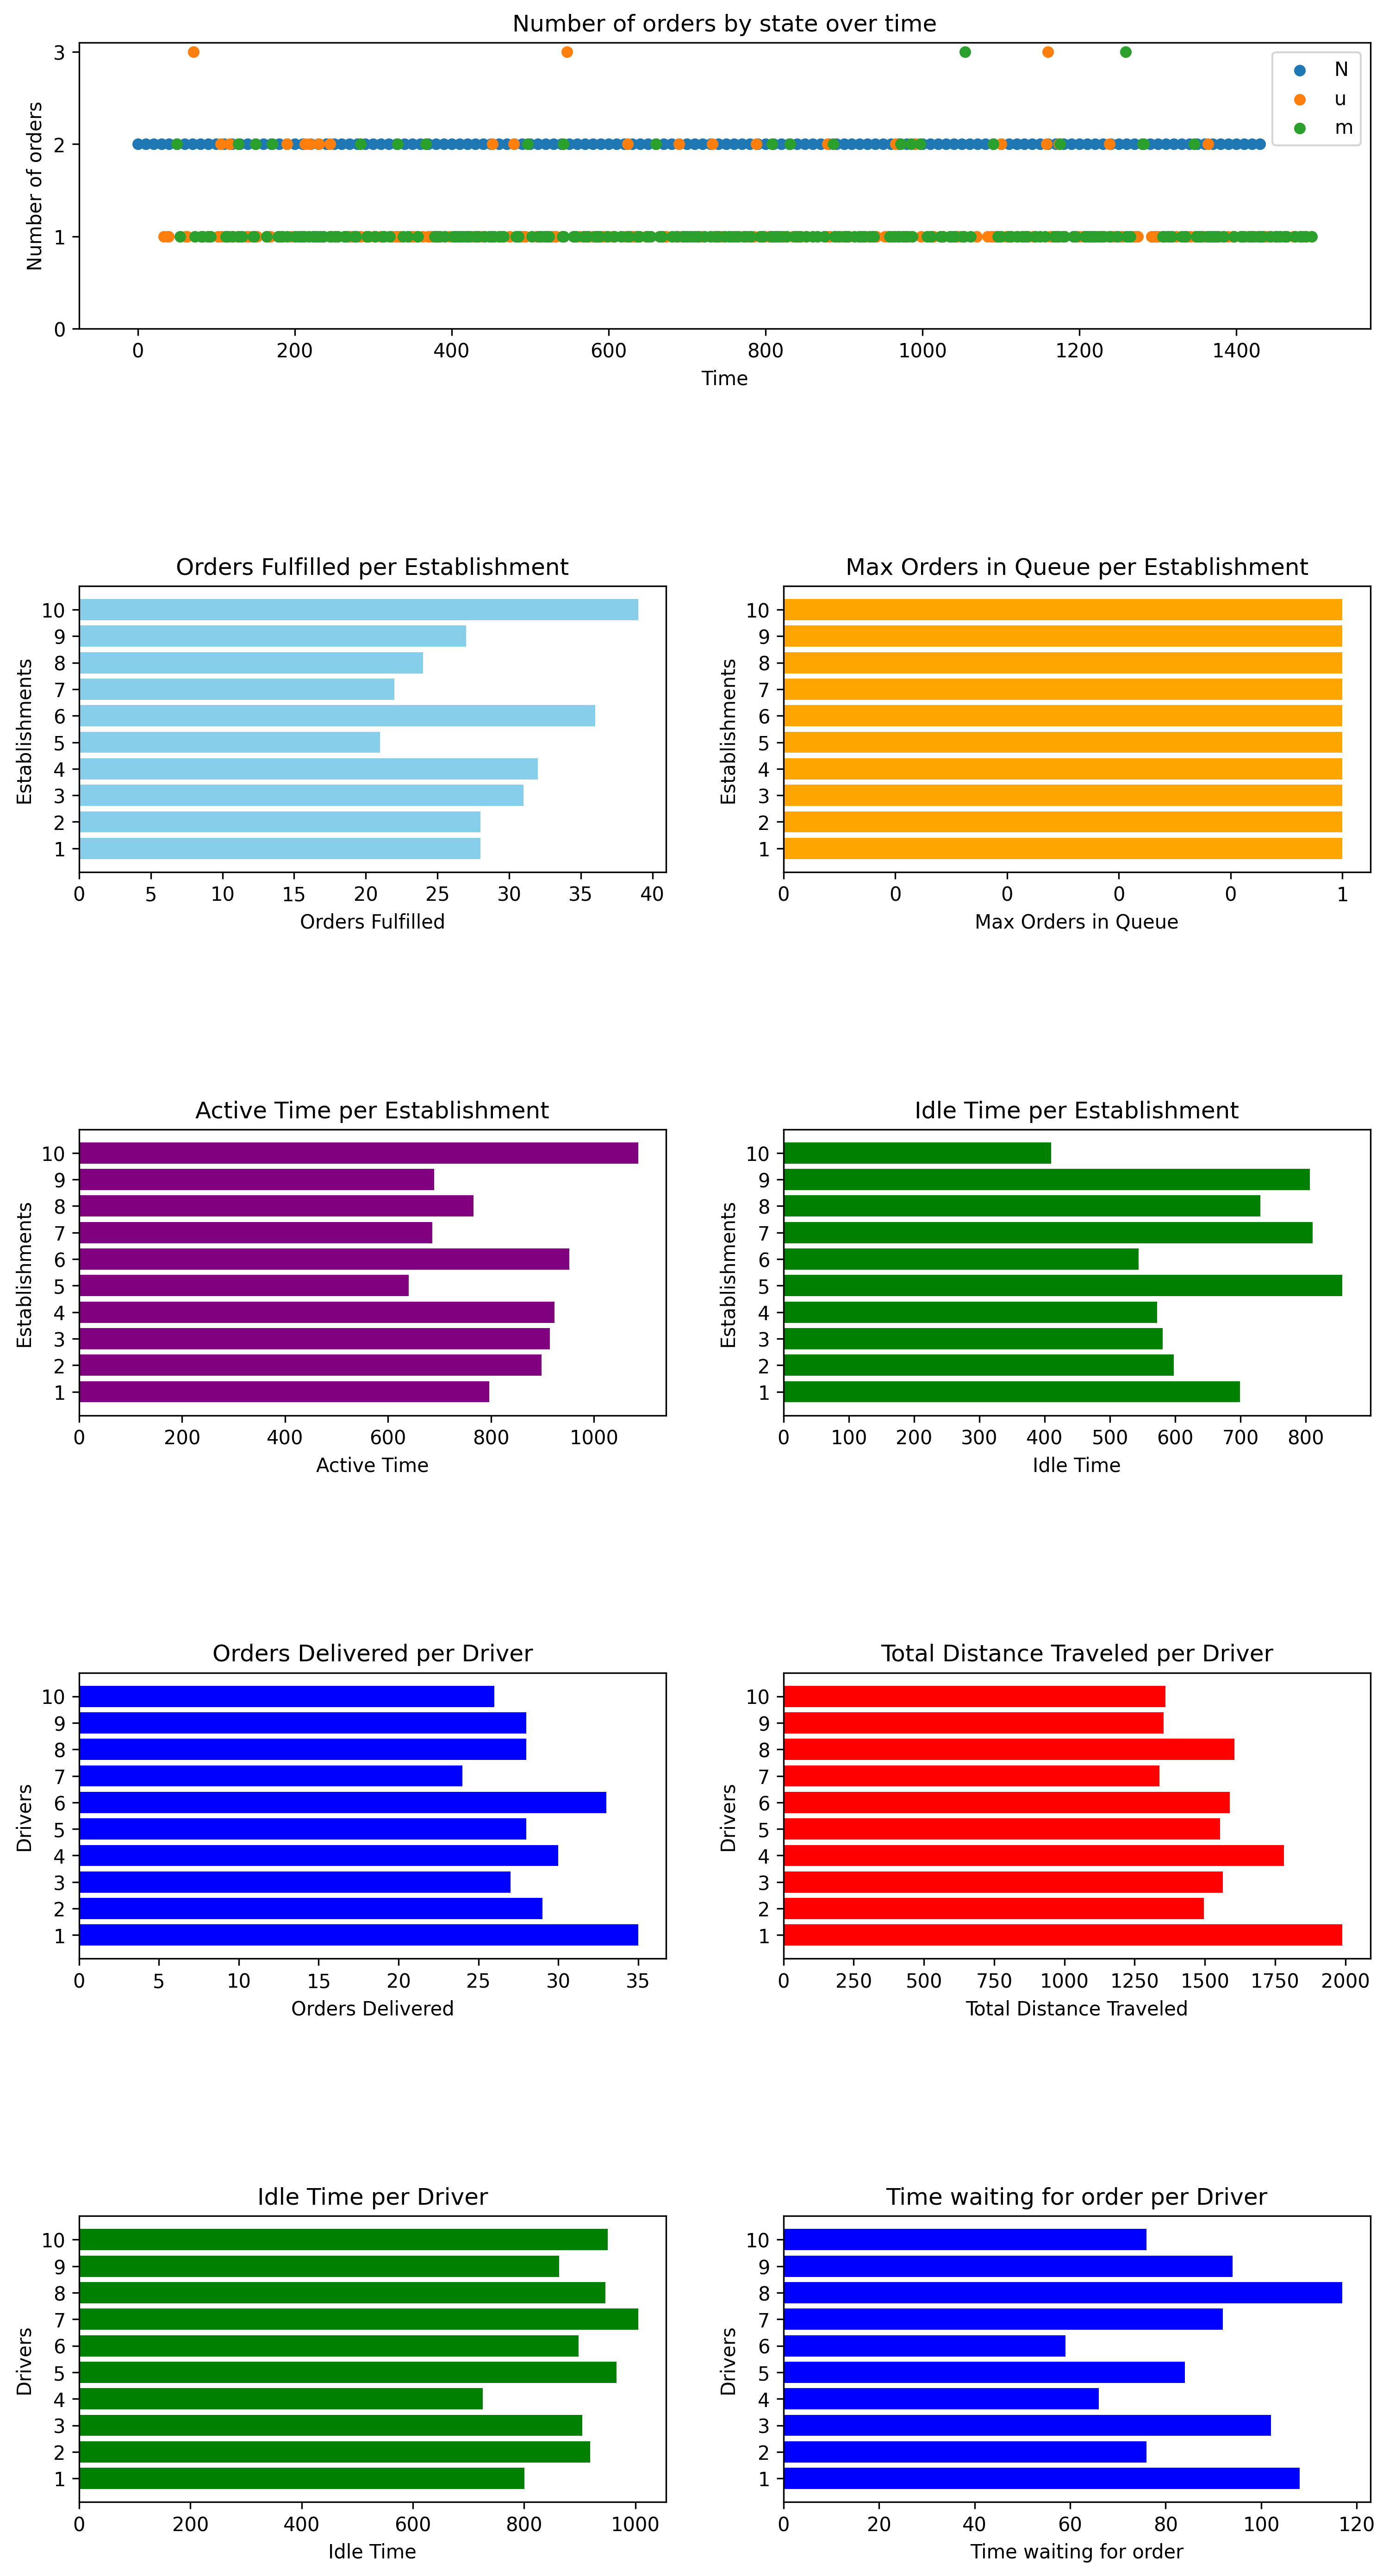 Number of orders by state over time
Number of orders
3
2
1
0
N
u
m
0 200 400 600 800 1000 1200 1400
Time
Orders Fulfilled per Establishment
Establishments
10
9
8
7
6
5
4
3
2
1
0 5 10 15 20 25 30 35 40
Orders Fulfilled
Max Orders in Queue per Establishment
Establishments
10
9
8
7
6
5
4
3
2
1
0 0 0 0 0 1
Max Orders in Queue
Active Time per Establishment
Establishments
10
9
8
7
6
5
4
3
2
1
0 200 400 600 800 1000
Active Time
Idle Time per Establishment
Establishments
10
9
8
7
6
5
4
3
2
1
0 100 200 300 400 500 600 700 800
Idle Time
Orders Delivered per Driver
Drivers
10
9
8
7
6
5
4
3
2
1
0 5 10 15 20 25 30 35
Orders Delivered
Total Distance Traveled per Driver
Drivers
10
9
8
7
6
5
4
3
2
1
0 250 500 750 1000 1250 1500 1750 2000
Total Distance Traveled
Idle Time per Driver
Drivers
10
9
8
7
6
5
4
3
2
1
0 200 400 600 800 1000
Idle Time
Time waiting for order per Driver
Drivers
10
9
8
7
6
5
4
3
2
1
0 20 40 60 80 100 120
Time waiting for order